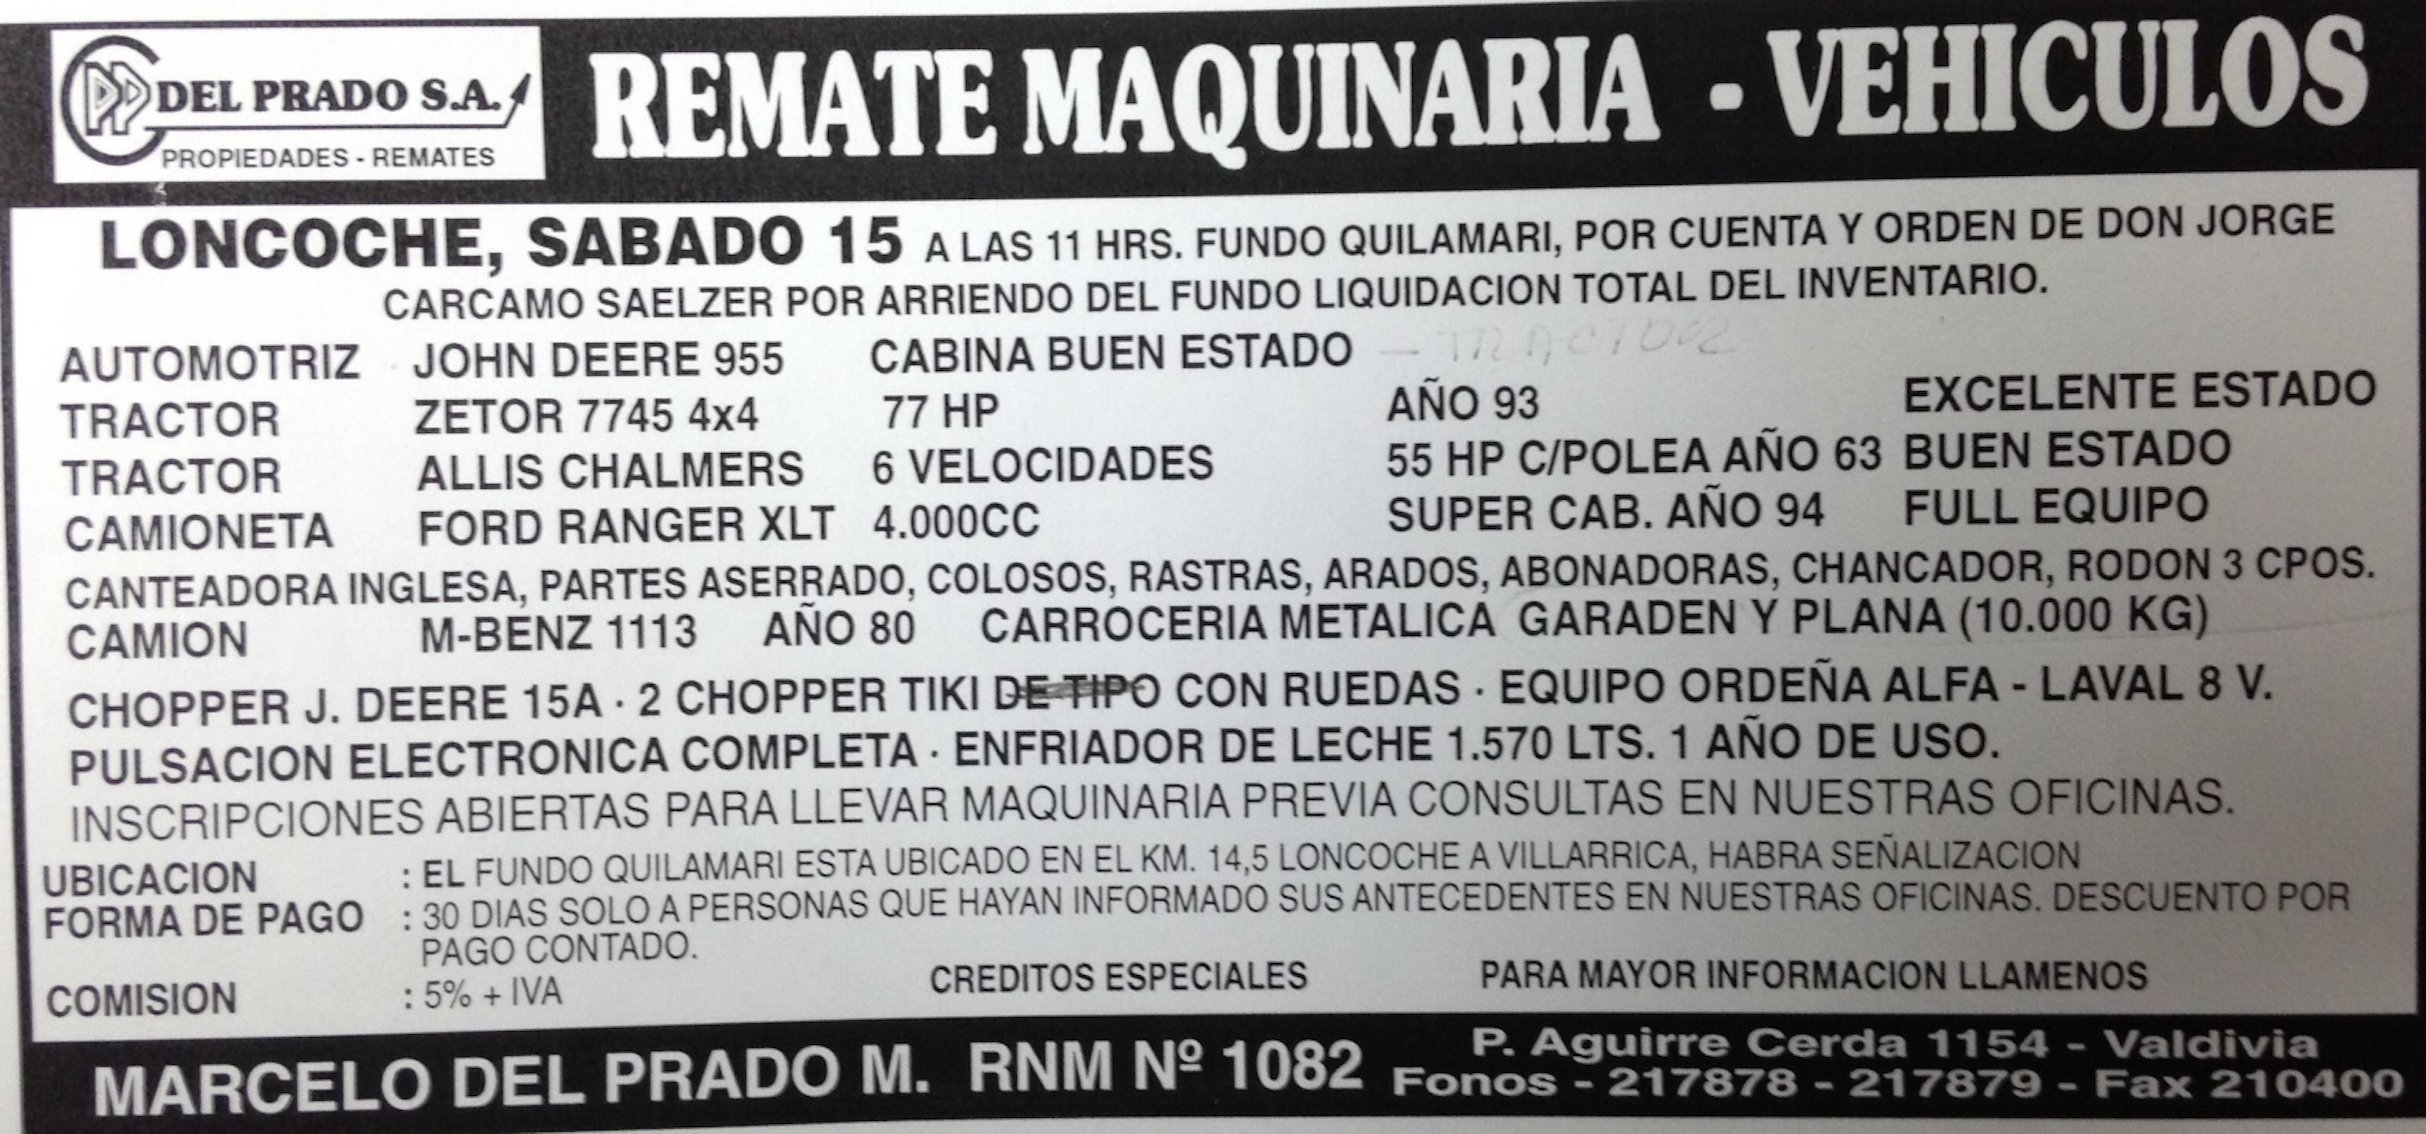 DEL PRADO S.A.
PROPIEDADES - REMATES
REMATE MAQUINARIA - VEHICULOS
LONCOCHE, SABADO 15 A LAS 11 HRS. FUNDO QUILAMARI, POR CUENTA Y ORDEN DE DON JORGE
CARCAMO SAELZER POR ARRIENDO DEL FUNDO LIQUIDACION TOTAL DEL INVENTARIO.
AUTOMOTRIZ JOHN DEERE 955 CABINA BUEN ESTADO - TRACTOR
TRACTOR ZETOR 7745 4x4 77 HP AÑO 93 EXCELENTE ESTADO
TRACTOR ALLIS CHALMERS 6 VELOCIDADES 55 HP C/POLEA AÑO 63 BUEN ESTADO
CAMIONETA FORD RANGER XLT 4.000CC SUPER CAB. AÑO 94 FULL EQUIPO
CANTEADORA INGLESA, PARTES ASERRADO, COLOSOS, RASTRAS, ARADOS, ABONADORAS, CHANCADOR, RODON 3 CPOS.
CAMION M-BENZ 1113 AÑO 80 CARROCERIA METALICA GARADEN Y PLANA (10.000 KG)
CHOPPER J. DEERE 15A · 2 CHOPPER TIKI DE TIPO CON RUEDAS · EQUIPO ORDEÑA ALFA - LAVAL 8 V.
PULSACION ELECTRONICA COMPLETA · ENFRIADOR DE LECHE 1.570 LTS. 1 AÑO DE USO.
INSCRIPCIONES ABIERTAS PARA LLEVAR MAQUINARIA PREVIA CONSULTAS EN NUESTRAS OFICINAS.
UBICACION : EL FUNDO QUILAMARI ESTA UBICADO EN EL KM. 14,5 LONCOCHE A VILLARRICA, HABRA SEÑALIZACION
FORMA DE PAGO : 30 DIAS SOLO A PERSONAS QUE HAYAN INFORMADO SUS ANTECEDENTES EN NUESTRAS OFICINAS. DESCUENTO POR
PAGO CONTADO.
COMISION : 5% + IVA CREDITOS ESPECIALES PARA MAYOR INFORMACION LLAMENOS
MARCELO DEL PRADO M. RNM Nº 1082
P. Aguirre Cerda 1154 - Valdivia
Fonos - 217878 - 217879 - Fax 210400